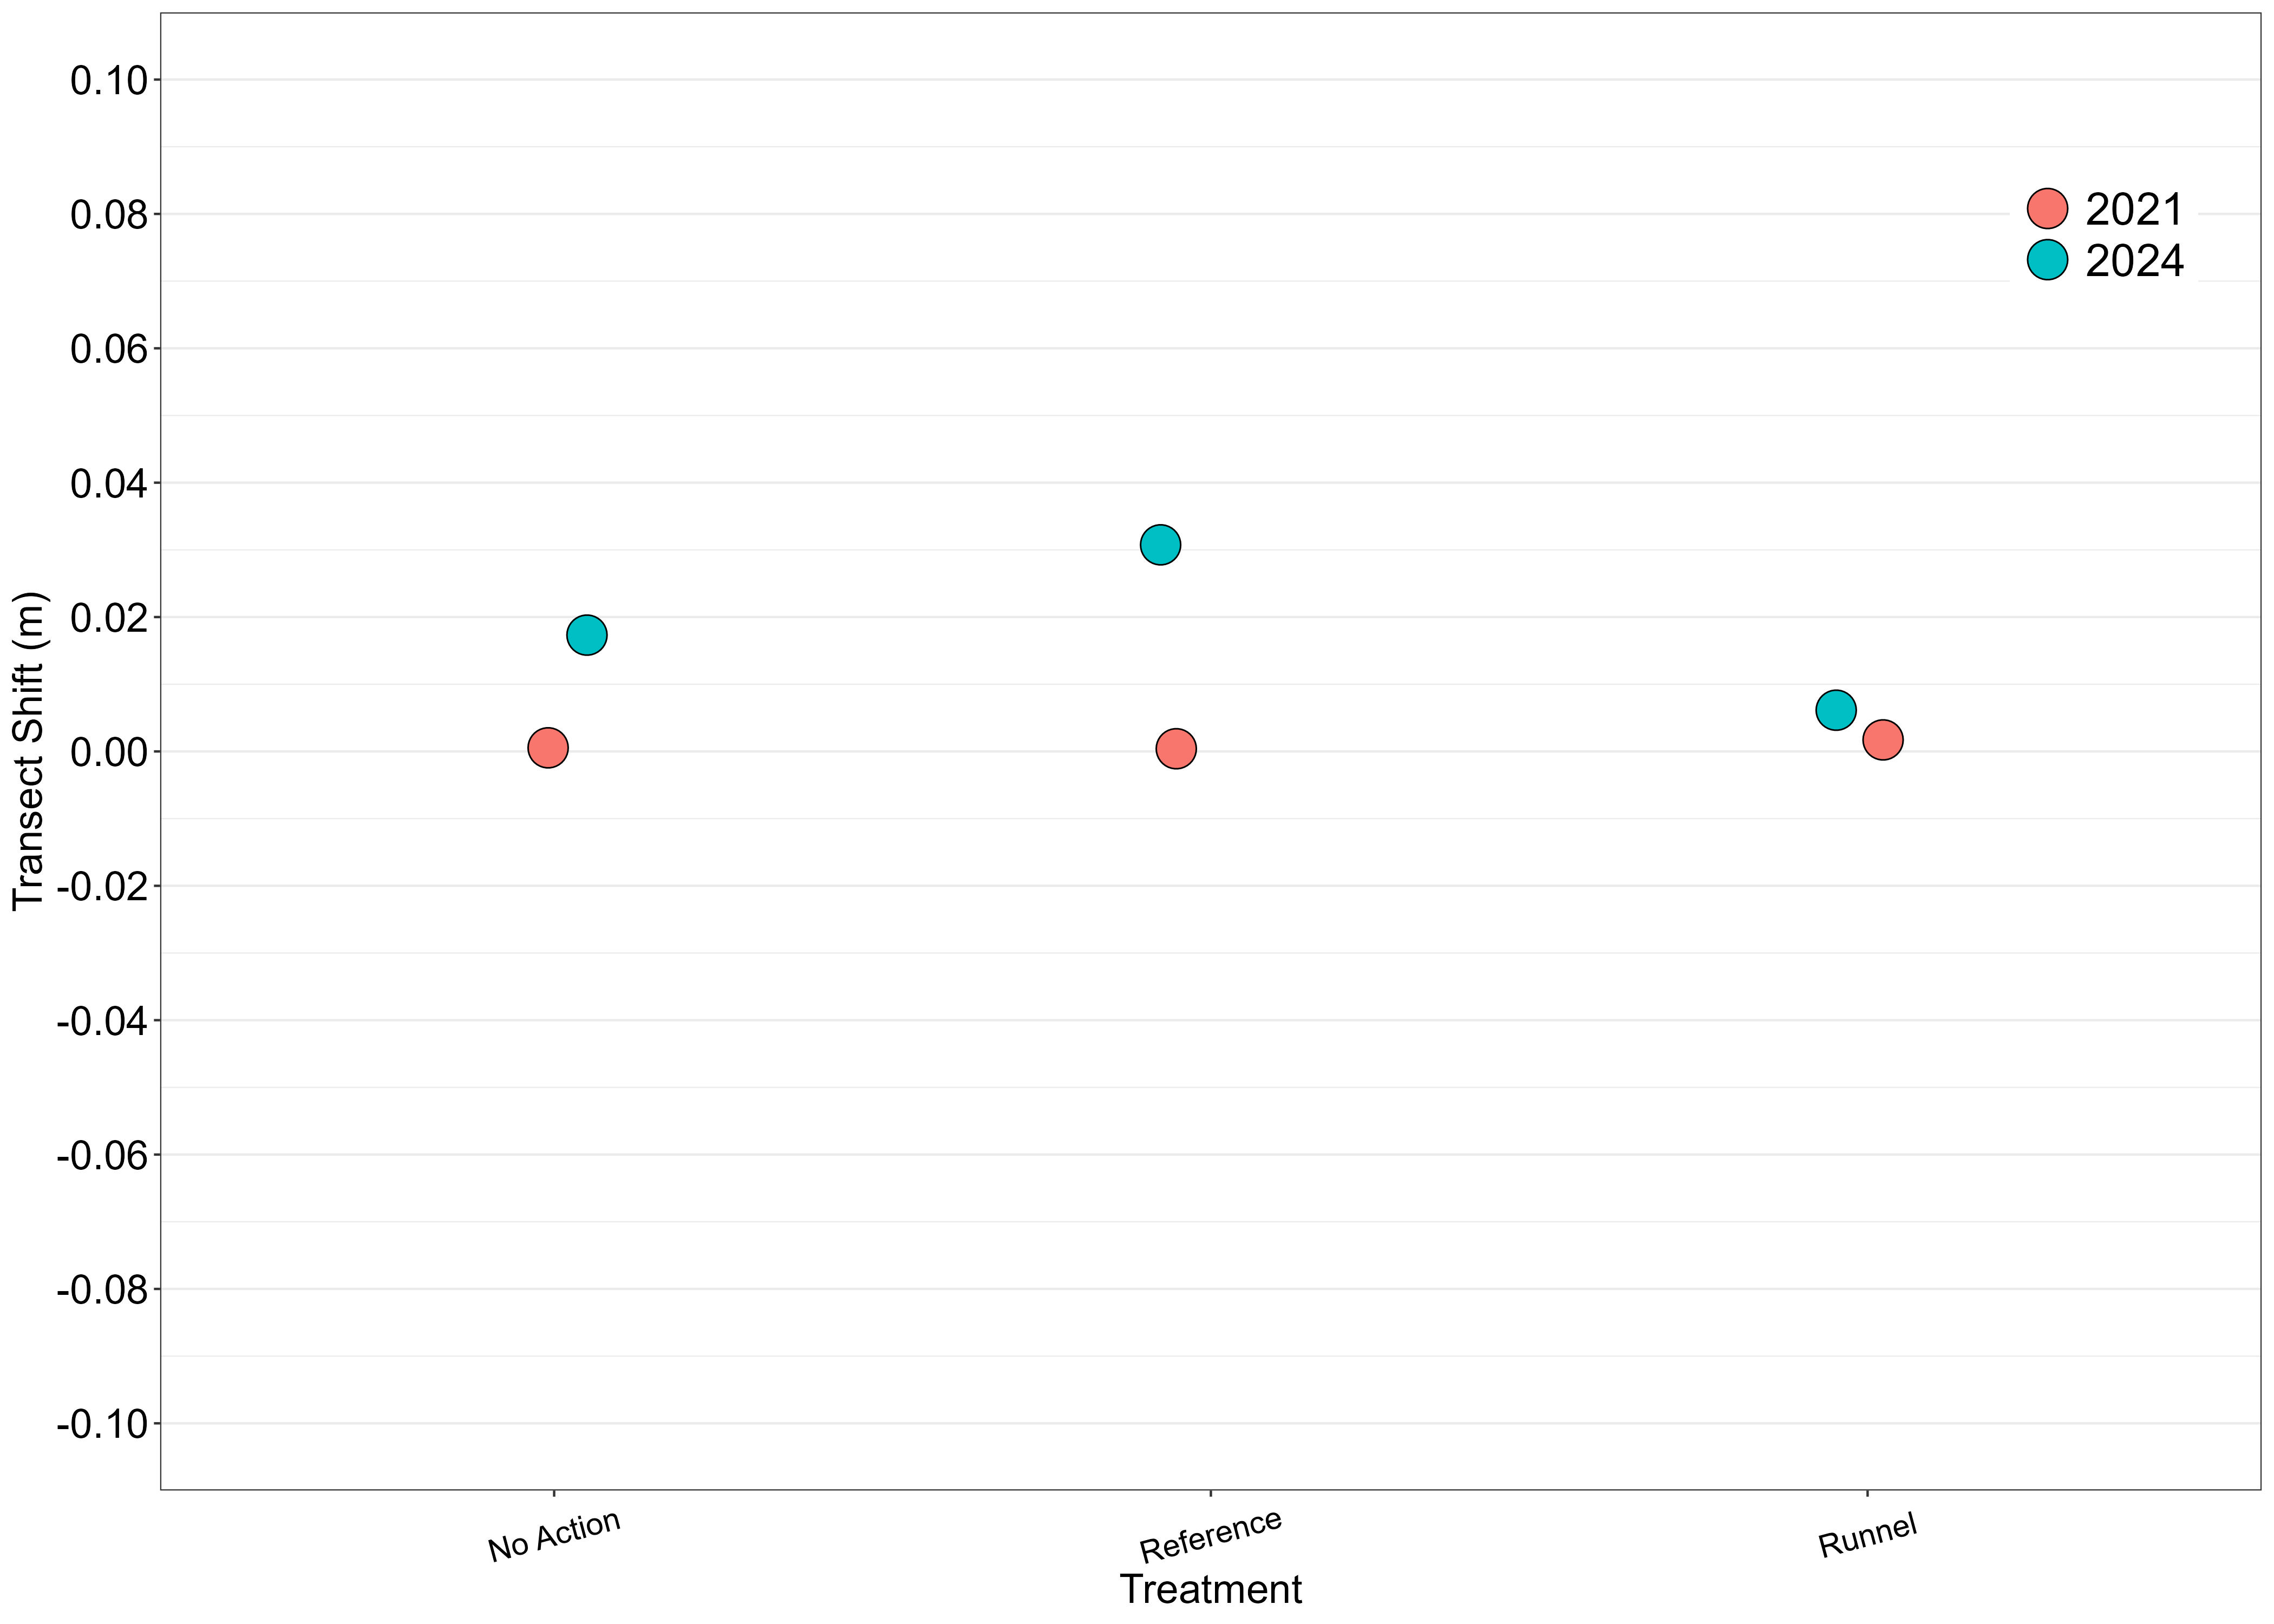 0.10
0.08
0.06
0.04
0.02
0.00
-0.02
-0.04
-0.06
-0.08
-0.10
Transect Shift (m)
2021
2024
No Action
Reference
Runnel
Treatment